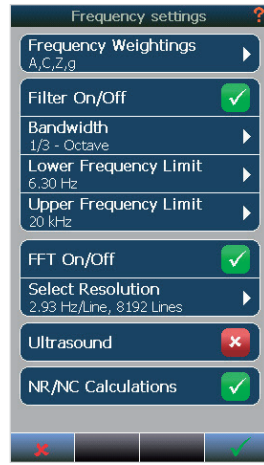 Frequency settings ?
Frequency Weightings
A,C,Z,g
Filter On/Off
Bandwidth
1/3 - Octave
Lower Frequency Limit
6.30 Hz
Upper Frequency Limit
20 kHz
FFT On/Off
Select Resolution
2.93 Hz/Line, 8192 Lines
Ultrasound
NR/NC Calculations